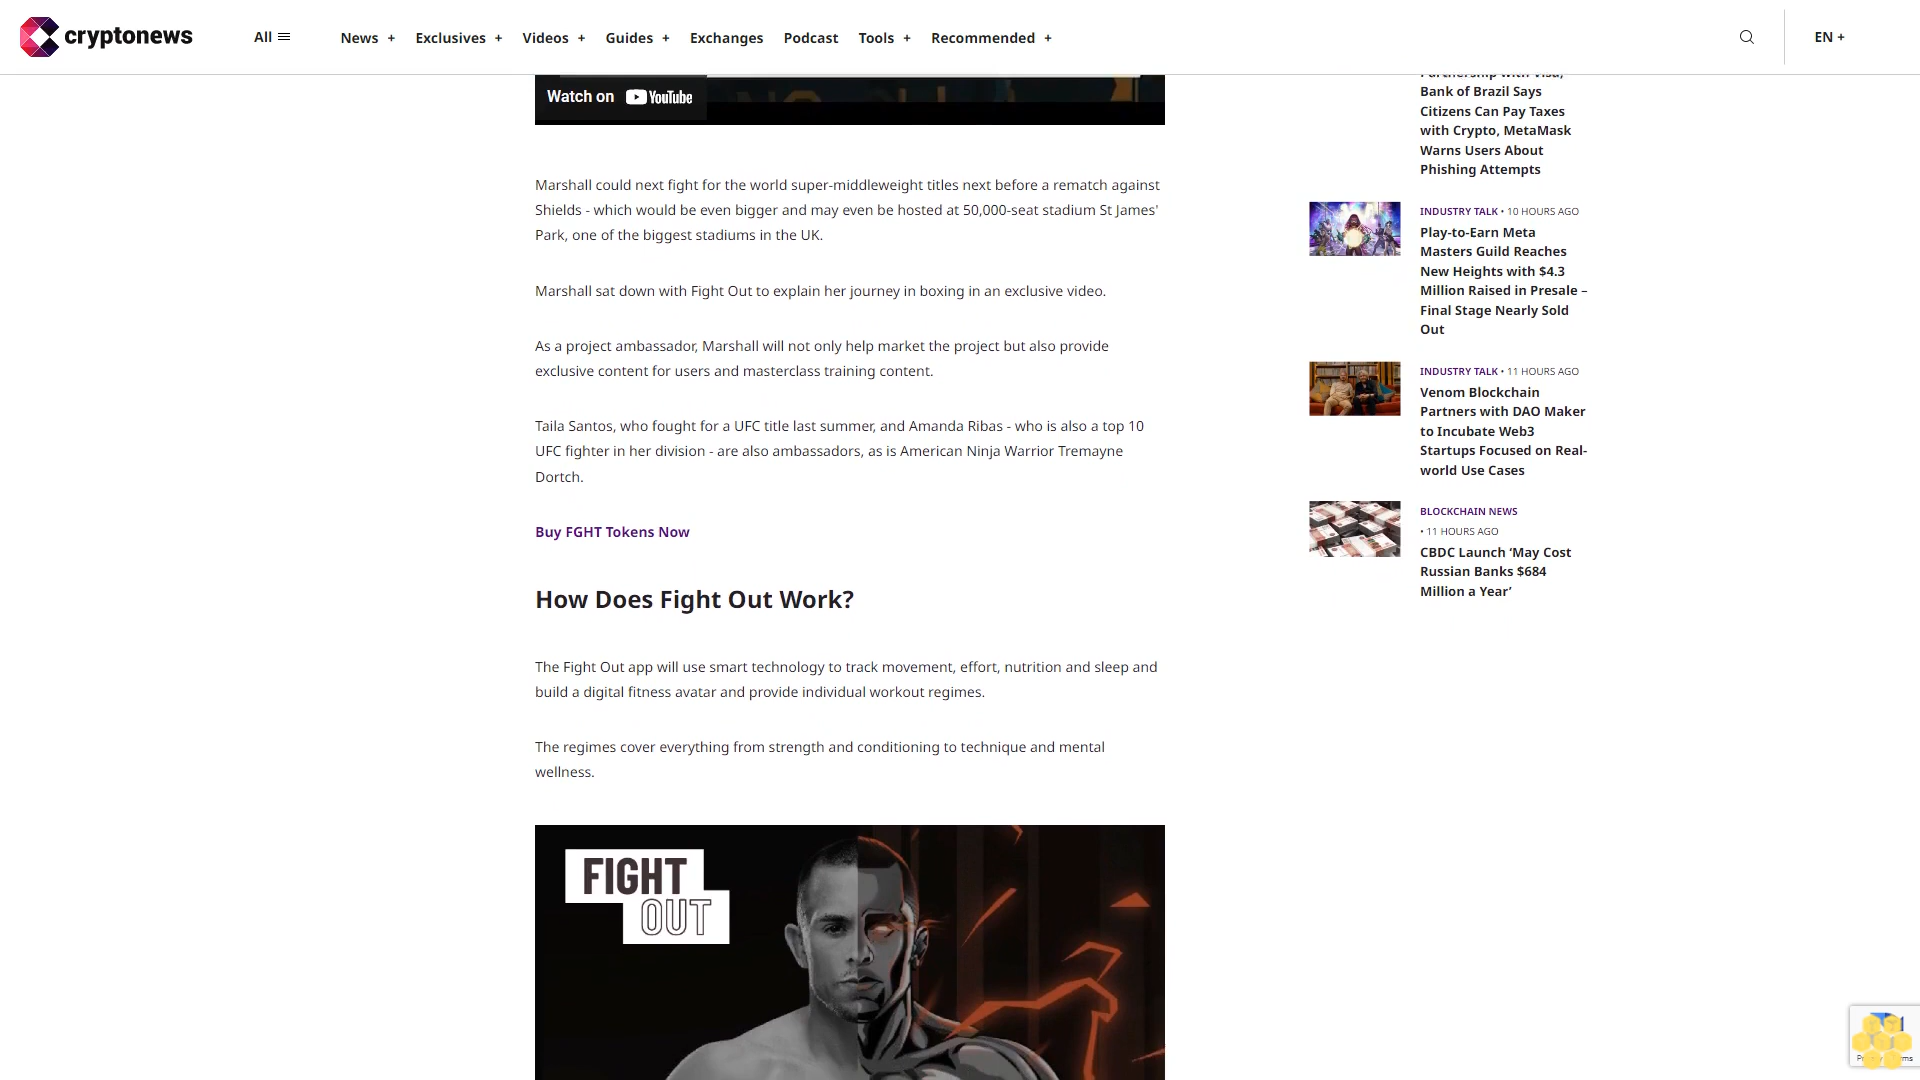 cryptonews
All
News +
Exclusives +
Videos +
Guides +
Exchanges
Podcast
Tools +
Recommended +
EN +
Watch on YouTube
Marshall could next fight for the world super-middleweight titles next before a rematch against
Shields - which would be even bigger and may even be hosted at 50,000-seat stadium St James'
Park, one of the biggest stadiums in the UK.
Marshall sat down with Fight Out to explain her journey in boxing in an exclusive video.
As a project ambassador, Marshall will not only help market the project but also provide
exclusive content for users and masterclass training content.
Taila Santos, who fought for a UFC title last summer, and Amanda Ribas - who is also a top 10
UFC fighter in her division - are also ambassadors, as is American Ninja Warrior Tremayne
Dortch.
Buy FGHT Tokens Now
How Does Fight Out Work?
The Fight Out app will use smart technology to track movement, effort, nutrition and sleep and
build a digital fitness avatar and provide individual workout regimes.
The regimes cover everything from strength and conditioning to technique and mental
wellness.
FIGHT
OUT
Partnership with Visa,
Bank of Brazil Says
Citizens Can Pay Taxes
with Crypto, MetaMask
Warns Users About
Phishing Attempts
INDUSTRY TALK • 10 HOURS AGO
Play-to-Earn Meta
Masters Guild Reaches
New Heights with $4.3
Million Raised in Presale –
Final Stage Nearly Sold
Out
INDUSTRY TALK • 11 HOURS AGO
Venom Blockchain
Partners with DAO Maker
to Incubate Web3
Startups Focused on Real-
world Use Cases
BLOCKCHAIN NEWS
• 11 HOURS AGO
CBDC Launch ‘May Cost
Russian Banks $684
Million a Year’